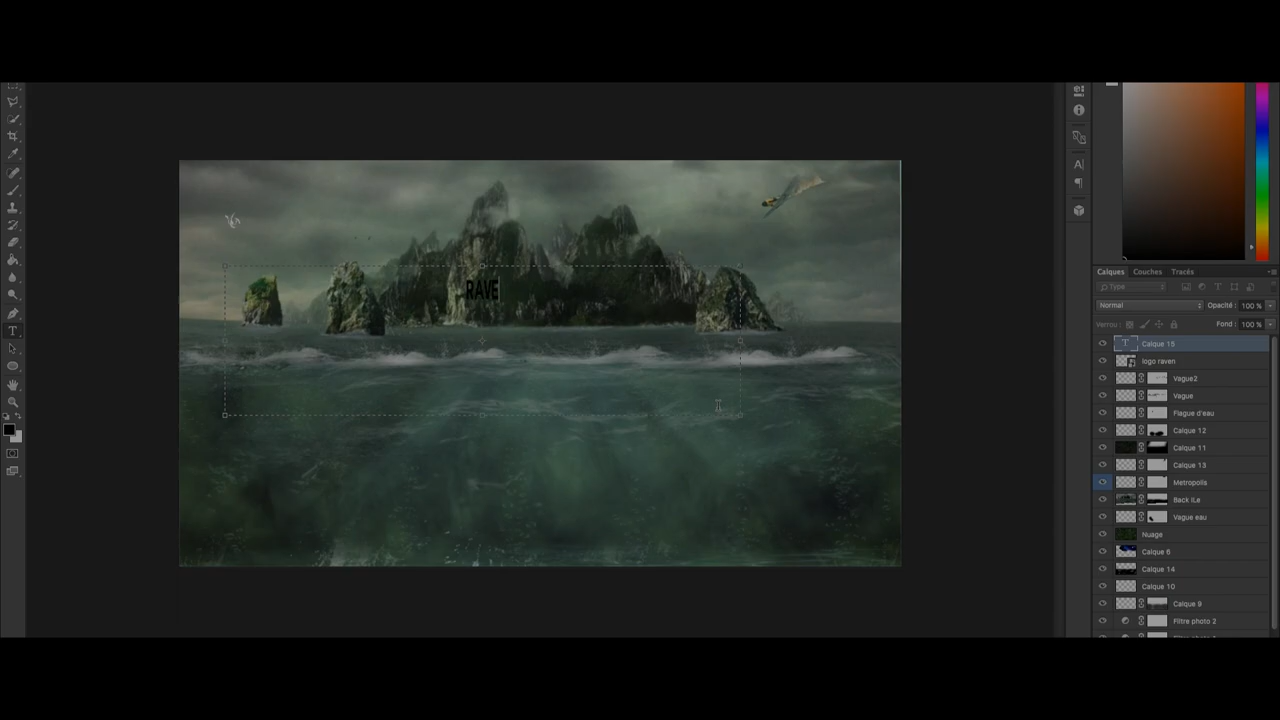 RAVE
Calques Couches Tracés
Type
Normal Opacité : 100 %
Verrou : Fond : 100 %
T Calque 15
logo raven
Vague2
Vague
Flague d'eau
Calque 12
Calque 11
Calque 13
Metropolis
Back ILe
Vague eau
Nuage
Calque 6
Calque 14
Calque 10
Calque 9
Filtre photo 2